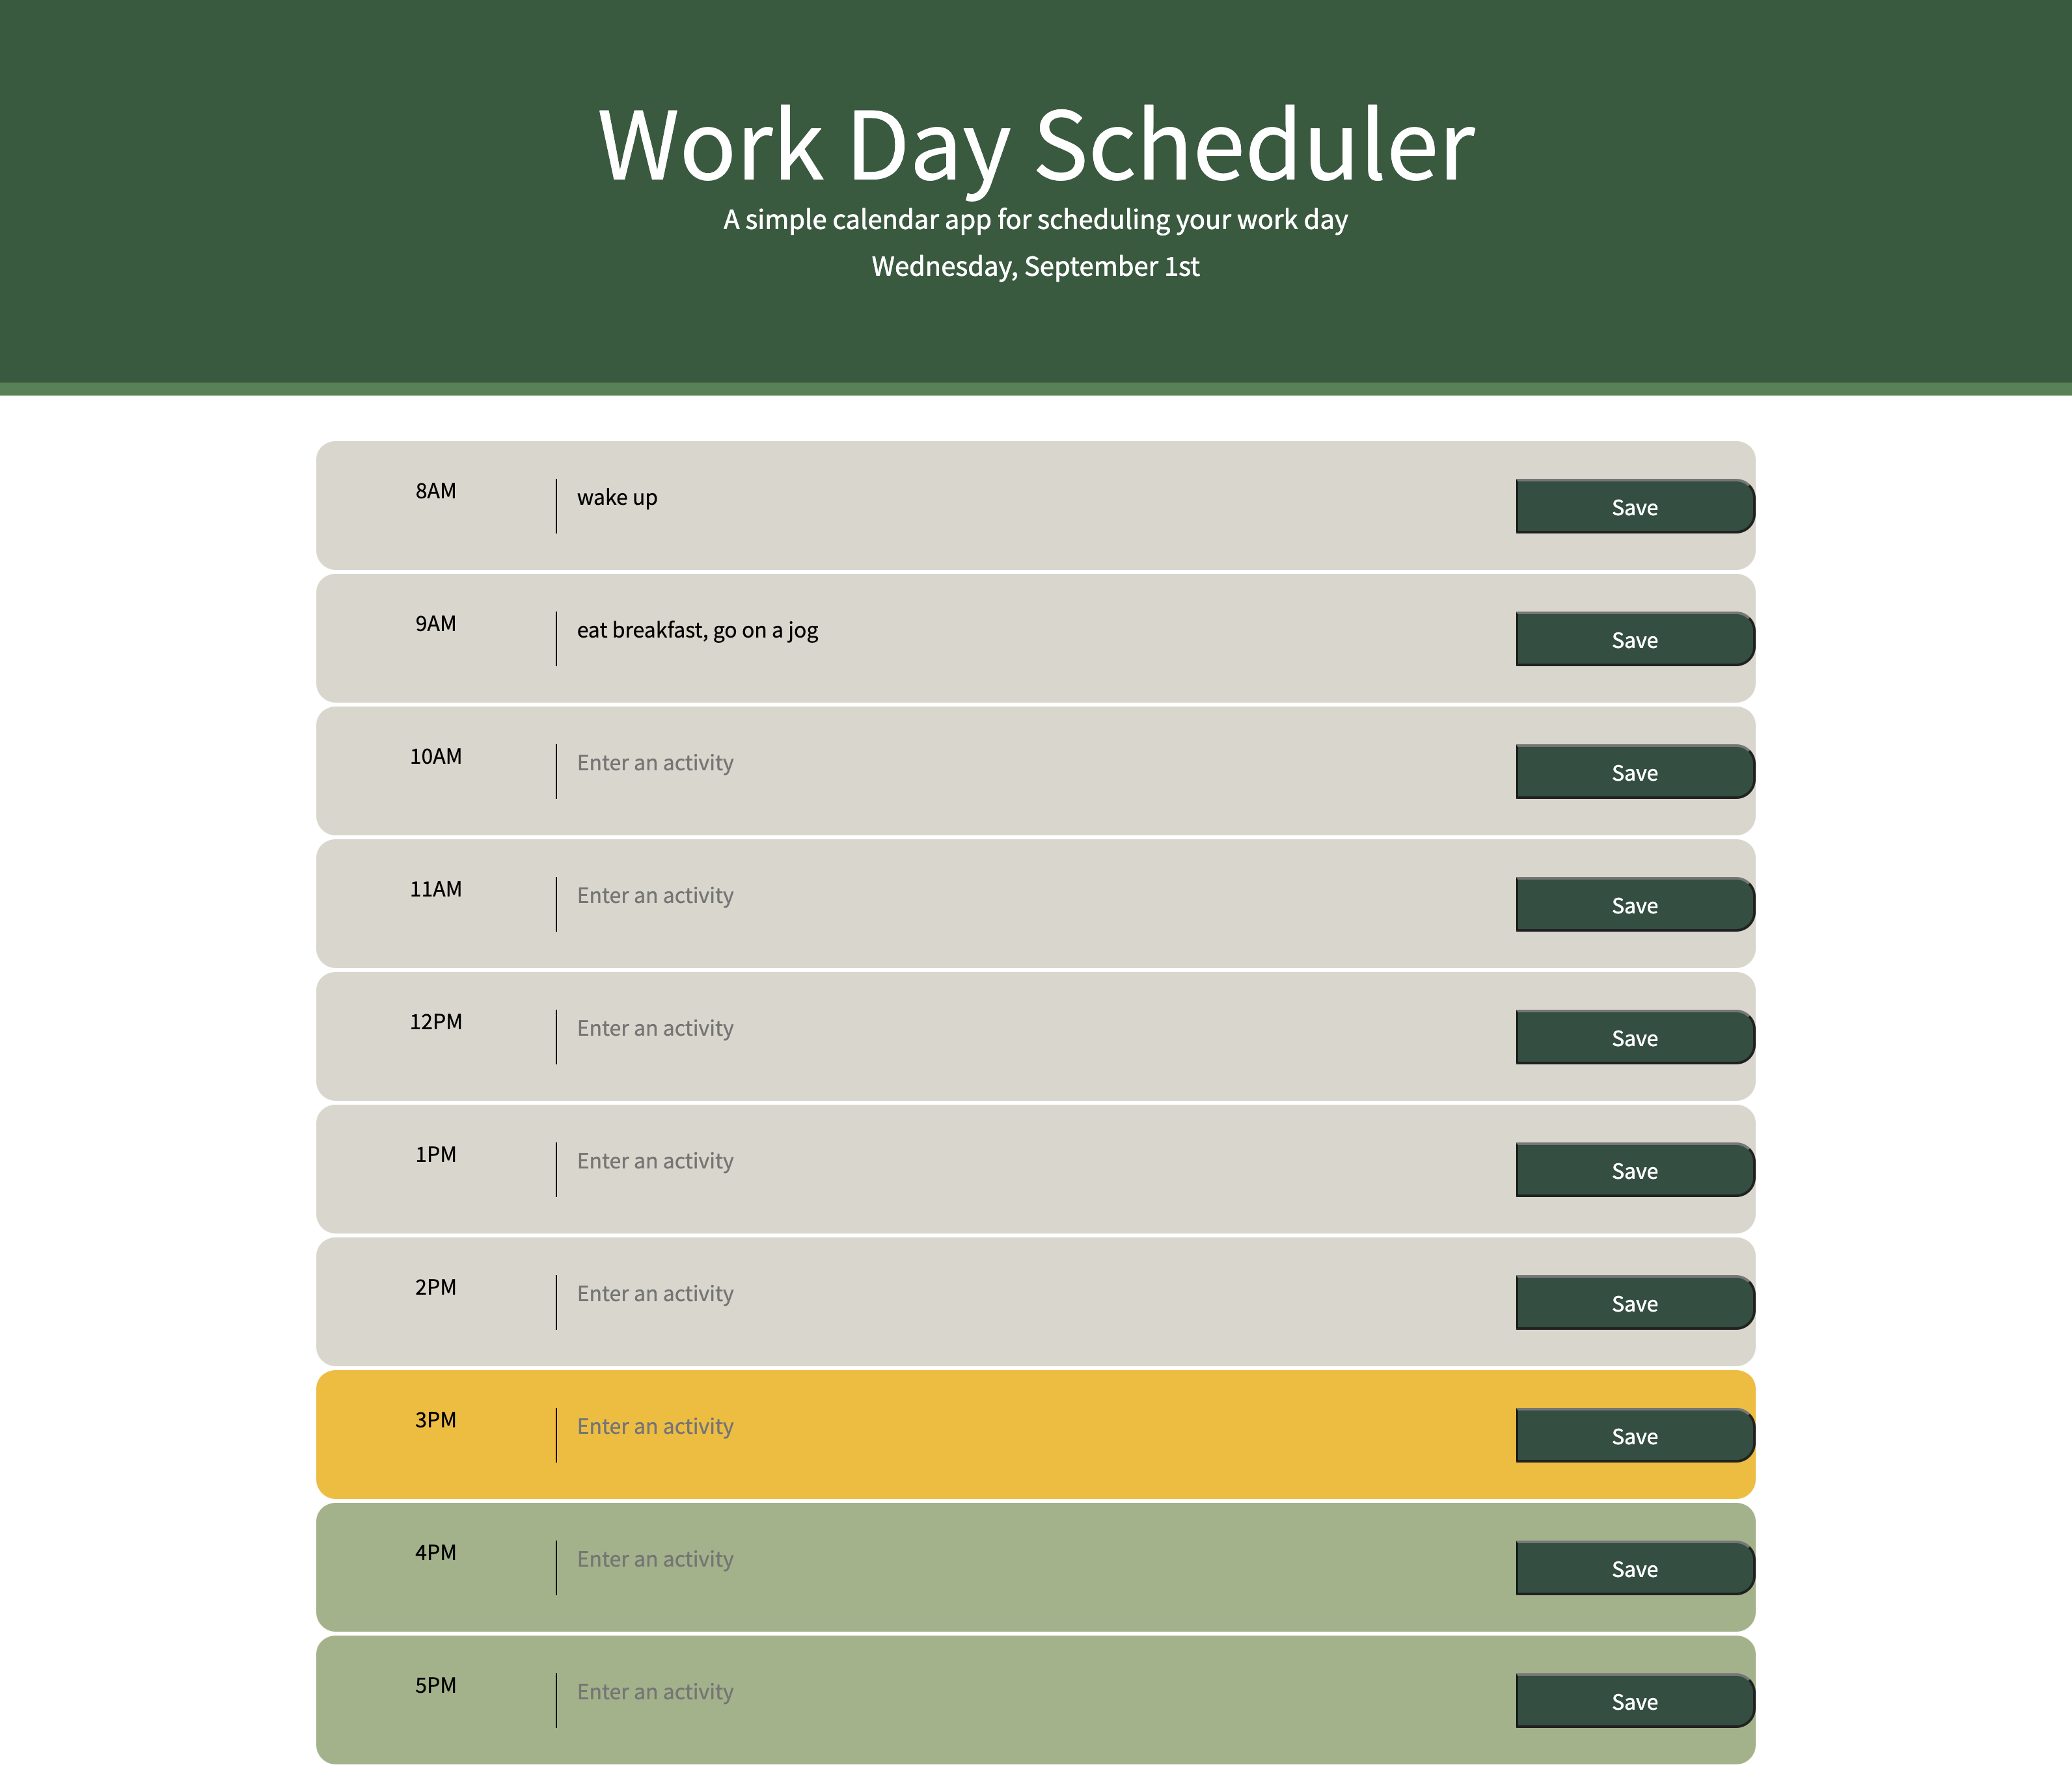 Work Day Scheduler
A simple calendar app for scheduling your work day
Wednesday, September 1st
8AM wake up Save
9AM eat breakfast, go on a jog Save
10AM Enter an activity Save
11AM Enter an activity Save
12PM Enter an activity Save
1PM Enter an activity Save
2PM Enter an activity Save
3PM Enter an activity Save
4PM Enter an activity Save
5PM Enter an activity Save